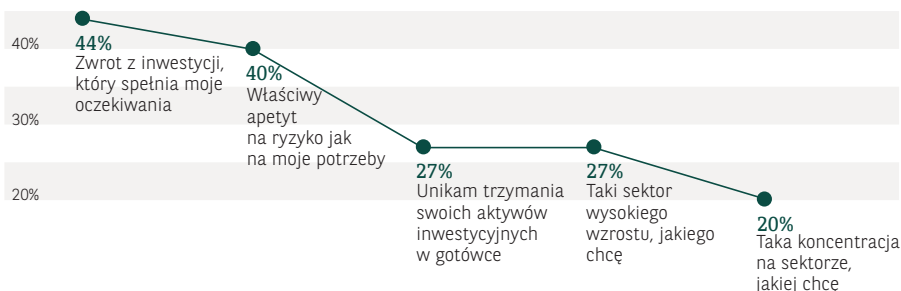 40%
30%
20%
44%
Zwrot z inwestycji,
który spełnia moje
oczekiwania
40%
Właściwy
apetyt
na ryzyko jak
na moje potrzeby
27%
Unikam trzymania
swoich aktywów
inwestycyjnych
w gotówce
27%
Taki sektor
wysokiego
wzrostu, jakiego
chcę
20%
Taka koncentracja
na sektorze,
jakiej chcę